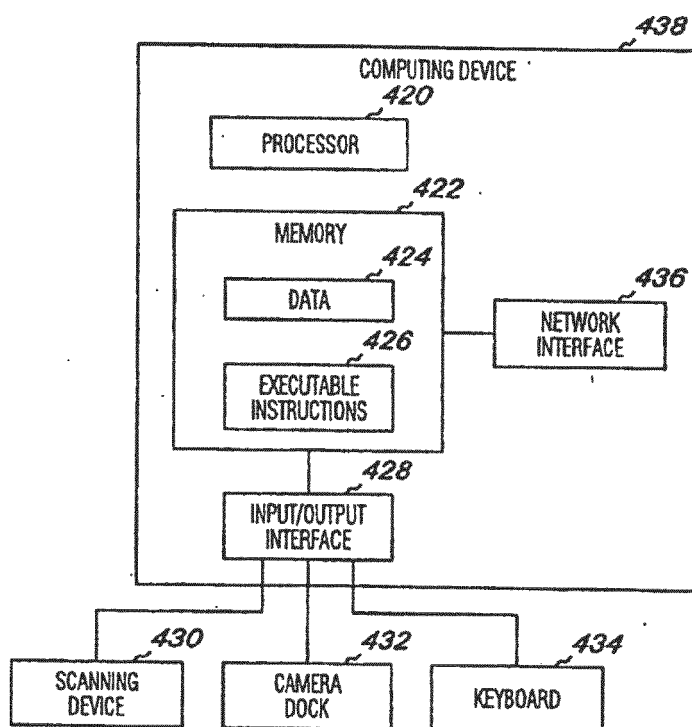 438
COMPUTING DEVICE
420
PROCESSOR
422
MEMORY
424
DATA
436
NETWORK
INTERFACE
426
EXECUTABLE
INSTRUCTIONS
428
INPUT/OUTPUT
INTERFACE
430
SCANNING
DEVICE
432
CAMERA
DOCK
434
KEYBOARD